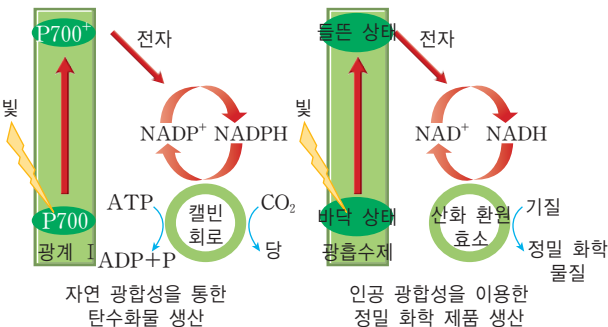 P700⁺
전자
빛
NADP⁺ NADPH
ATP
캘빈
회로
CO₂
P700
광계 Ⅰ
ADP+P
당
자연 광합성을 통한
탄수화물 생산
들뜬 상태
전자
빛
NAD⁺ NADH
바닥 상태
산화 환원
효소
기질
광흡수제
정밀 화학
물질
인공 광합성을 이용한
정밀 화학 제품 생산